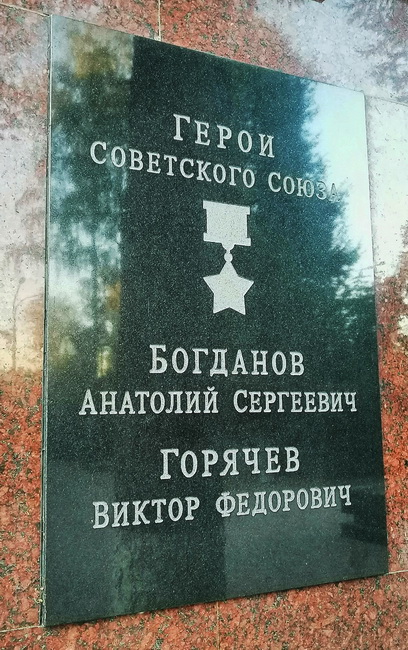 ГЕРОИ
СОВЕТСКОГО СОЮЗА
БОГДАНОВ
АНАТОЛИЙ СЕРГЕЕВИЧ
ГОРЯЧЕВ
ВИКТОР ФЕДОРОВИЧ